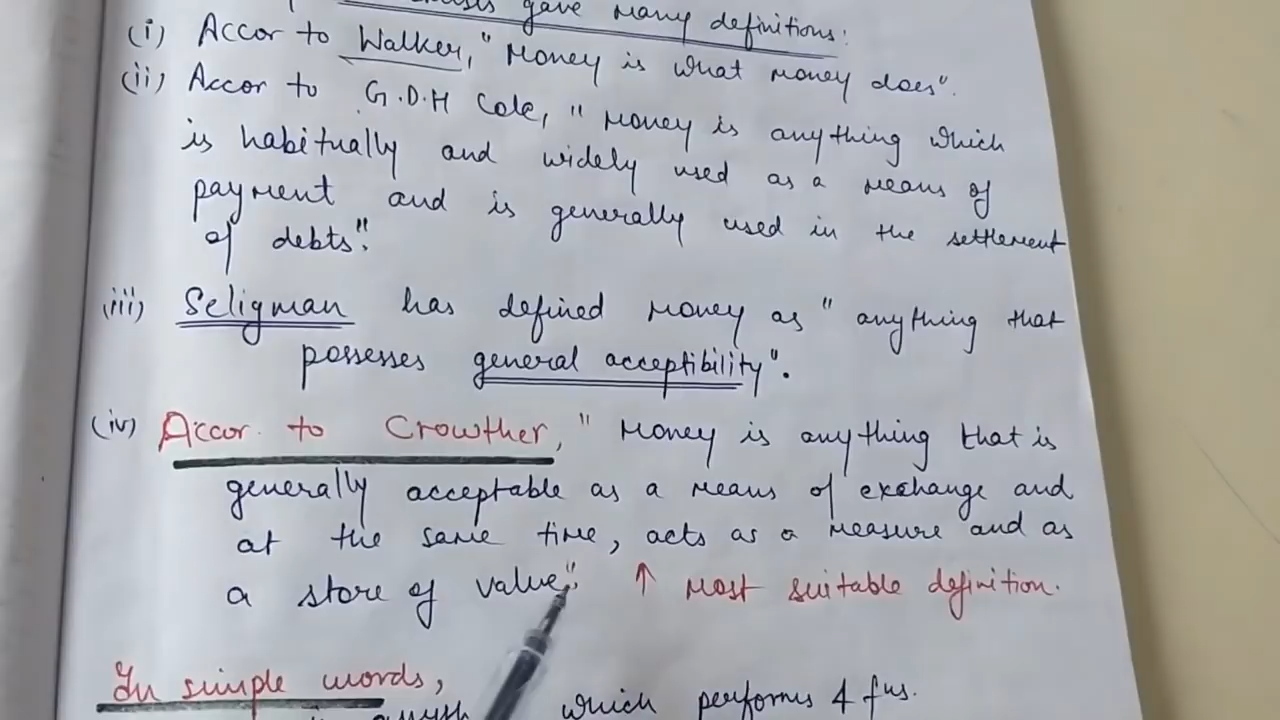 gave many definitions:
(i) Accor to Walker, "Money is what money does".
(ii) Accor to G.D.H Cole, "Money is anything which
is habitually and widely used as a means of
payment and is generally used in the settlement
of debts".
(iii) Seligman has defined money as "anything that
possesses general acceptibility".
(iv) Accor. to Crowther, "Money is anything that is
generally acceptable as a means of exchange and
at the same time, acts as a measure and as
a store of value". ↑ Most suitable definition.
In simple words,
which performs 4 fns.